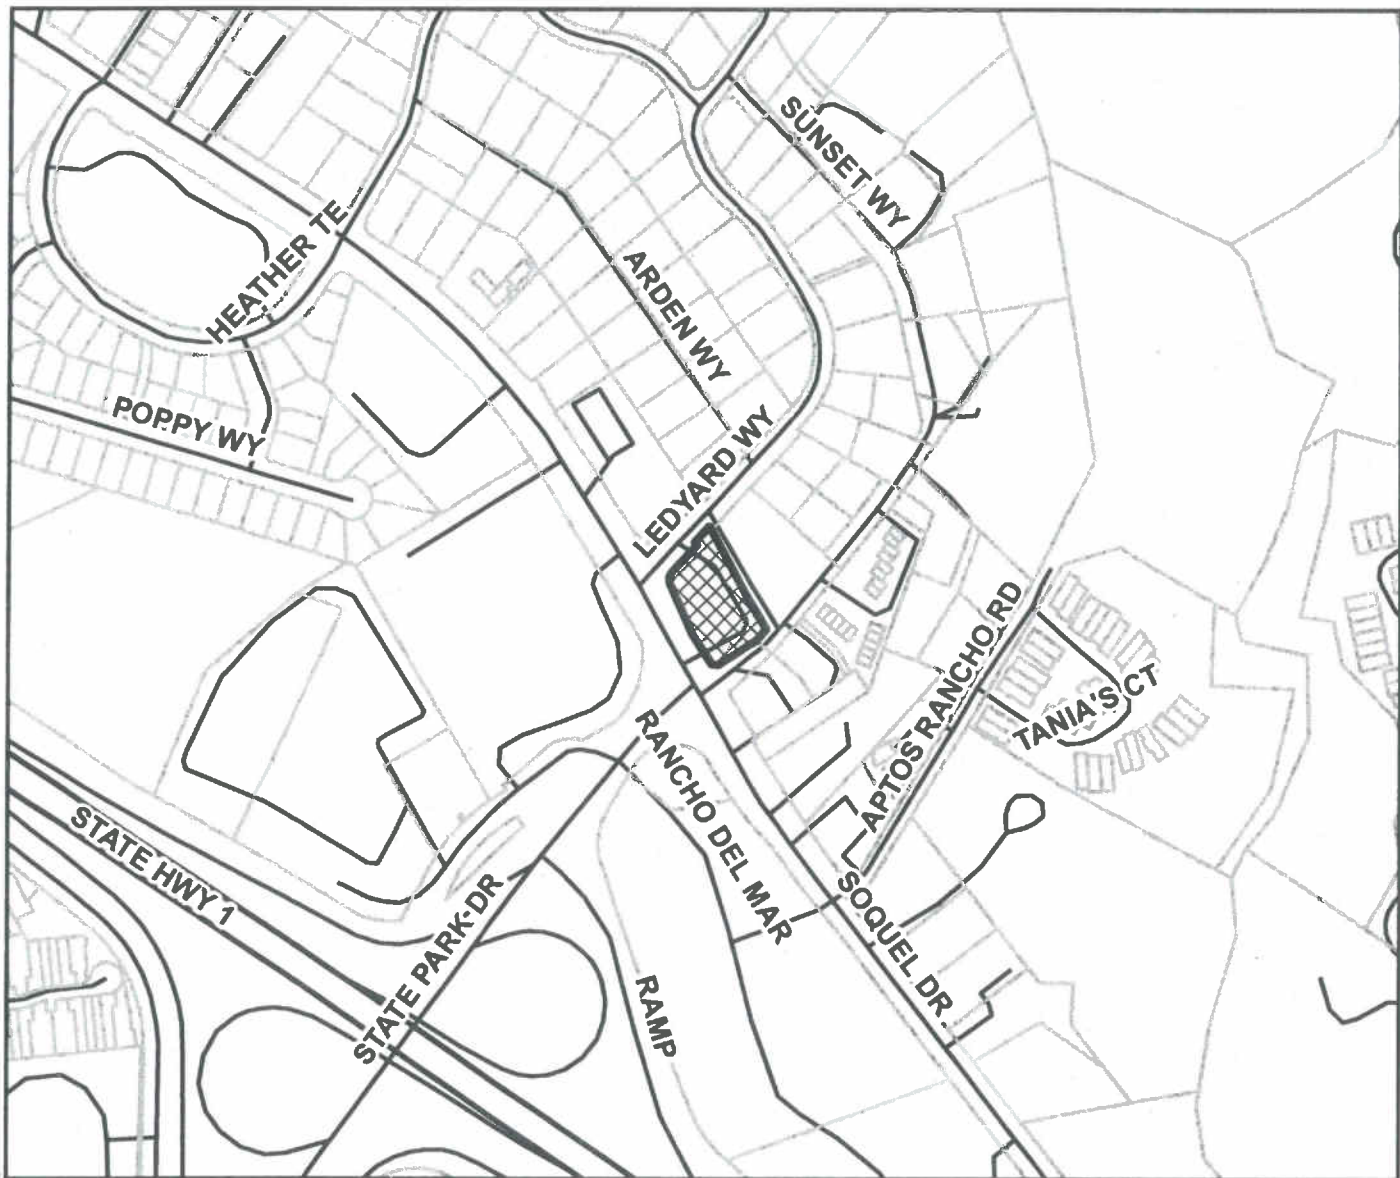 SUNSET WY
HEATHER TE
ARDEN WY
POPPY WY
LEDYARD WY
APTOS RANCHO RD
TANIA'S CT
RANCHO DEL MAR
STATE HWY 1
STATE PARK DR
SOQUEL DR
RAMP